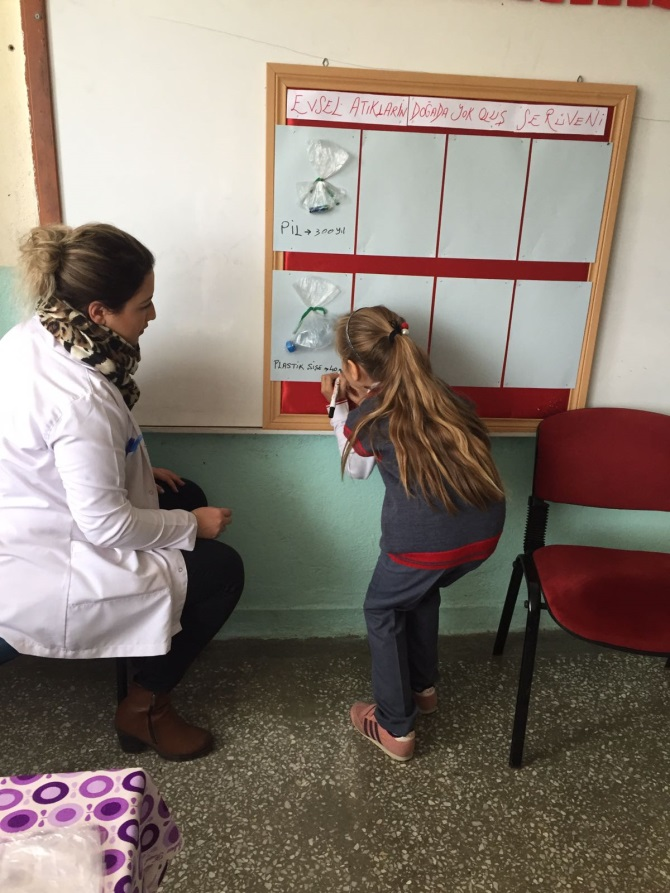 EVSEL ATIKLARIN DOĞADA YOK OLUŞ SERÜVENİ
PİL → 300 yıl
PLASTİK ŞİŞE →